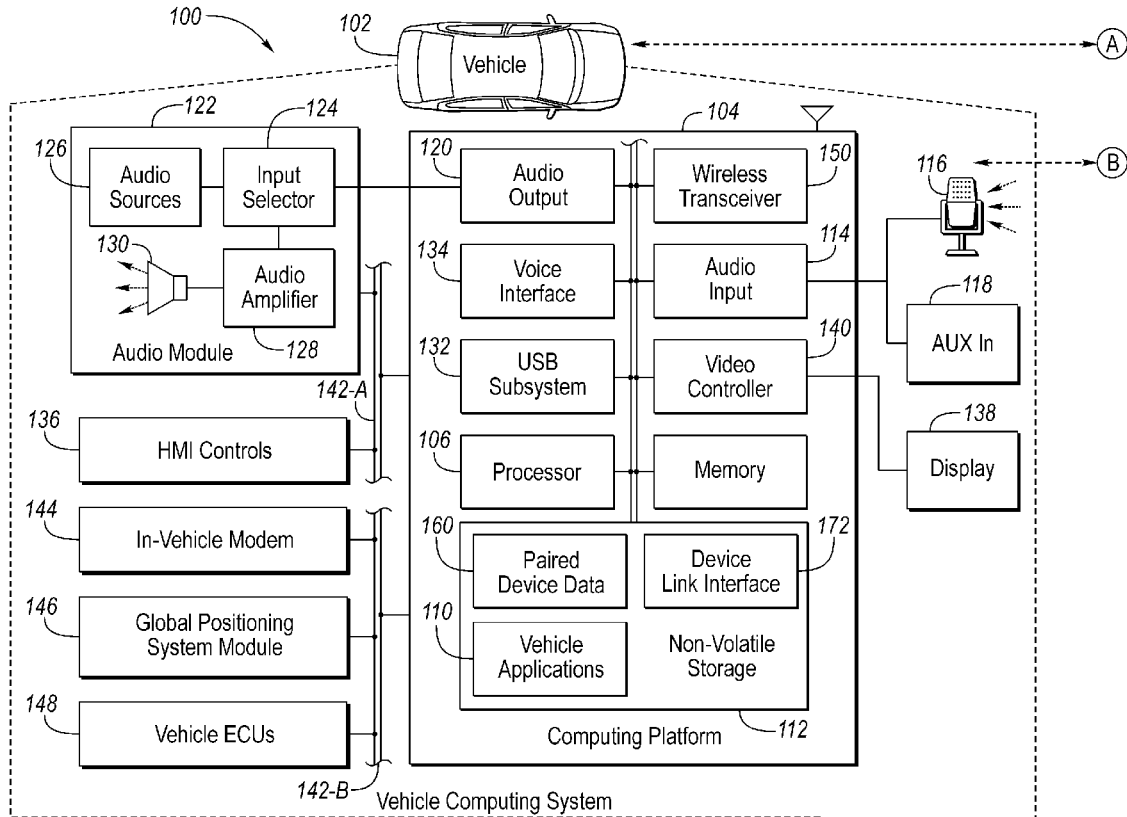 100
102
Vehicle
A
122
124
104
126
Audio
Sources
Input
Selector
120
Audio
Output
Wireless
Transceiver
150
116
B
130
Audio
Amplifier
134
Voice
Interface
Audio
Input
114
Audio Module
128
118
AUX In
132
USB
Subsystem
Video
Controller
140
142-A
136
HMI Controls
106
Processor
Memory
138
Display
144
In-Vehicle Modem
160
Paired
Device Data
Device
Link Interface
172
146
Global Positioning
System Module
110
Vehicle
Applications
Non-Volatile
Storage
148
Vehicle ECUs
Computing Platform
112
142-B
Vehicle Computing System